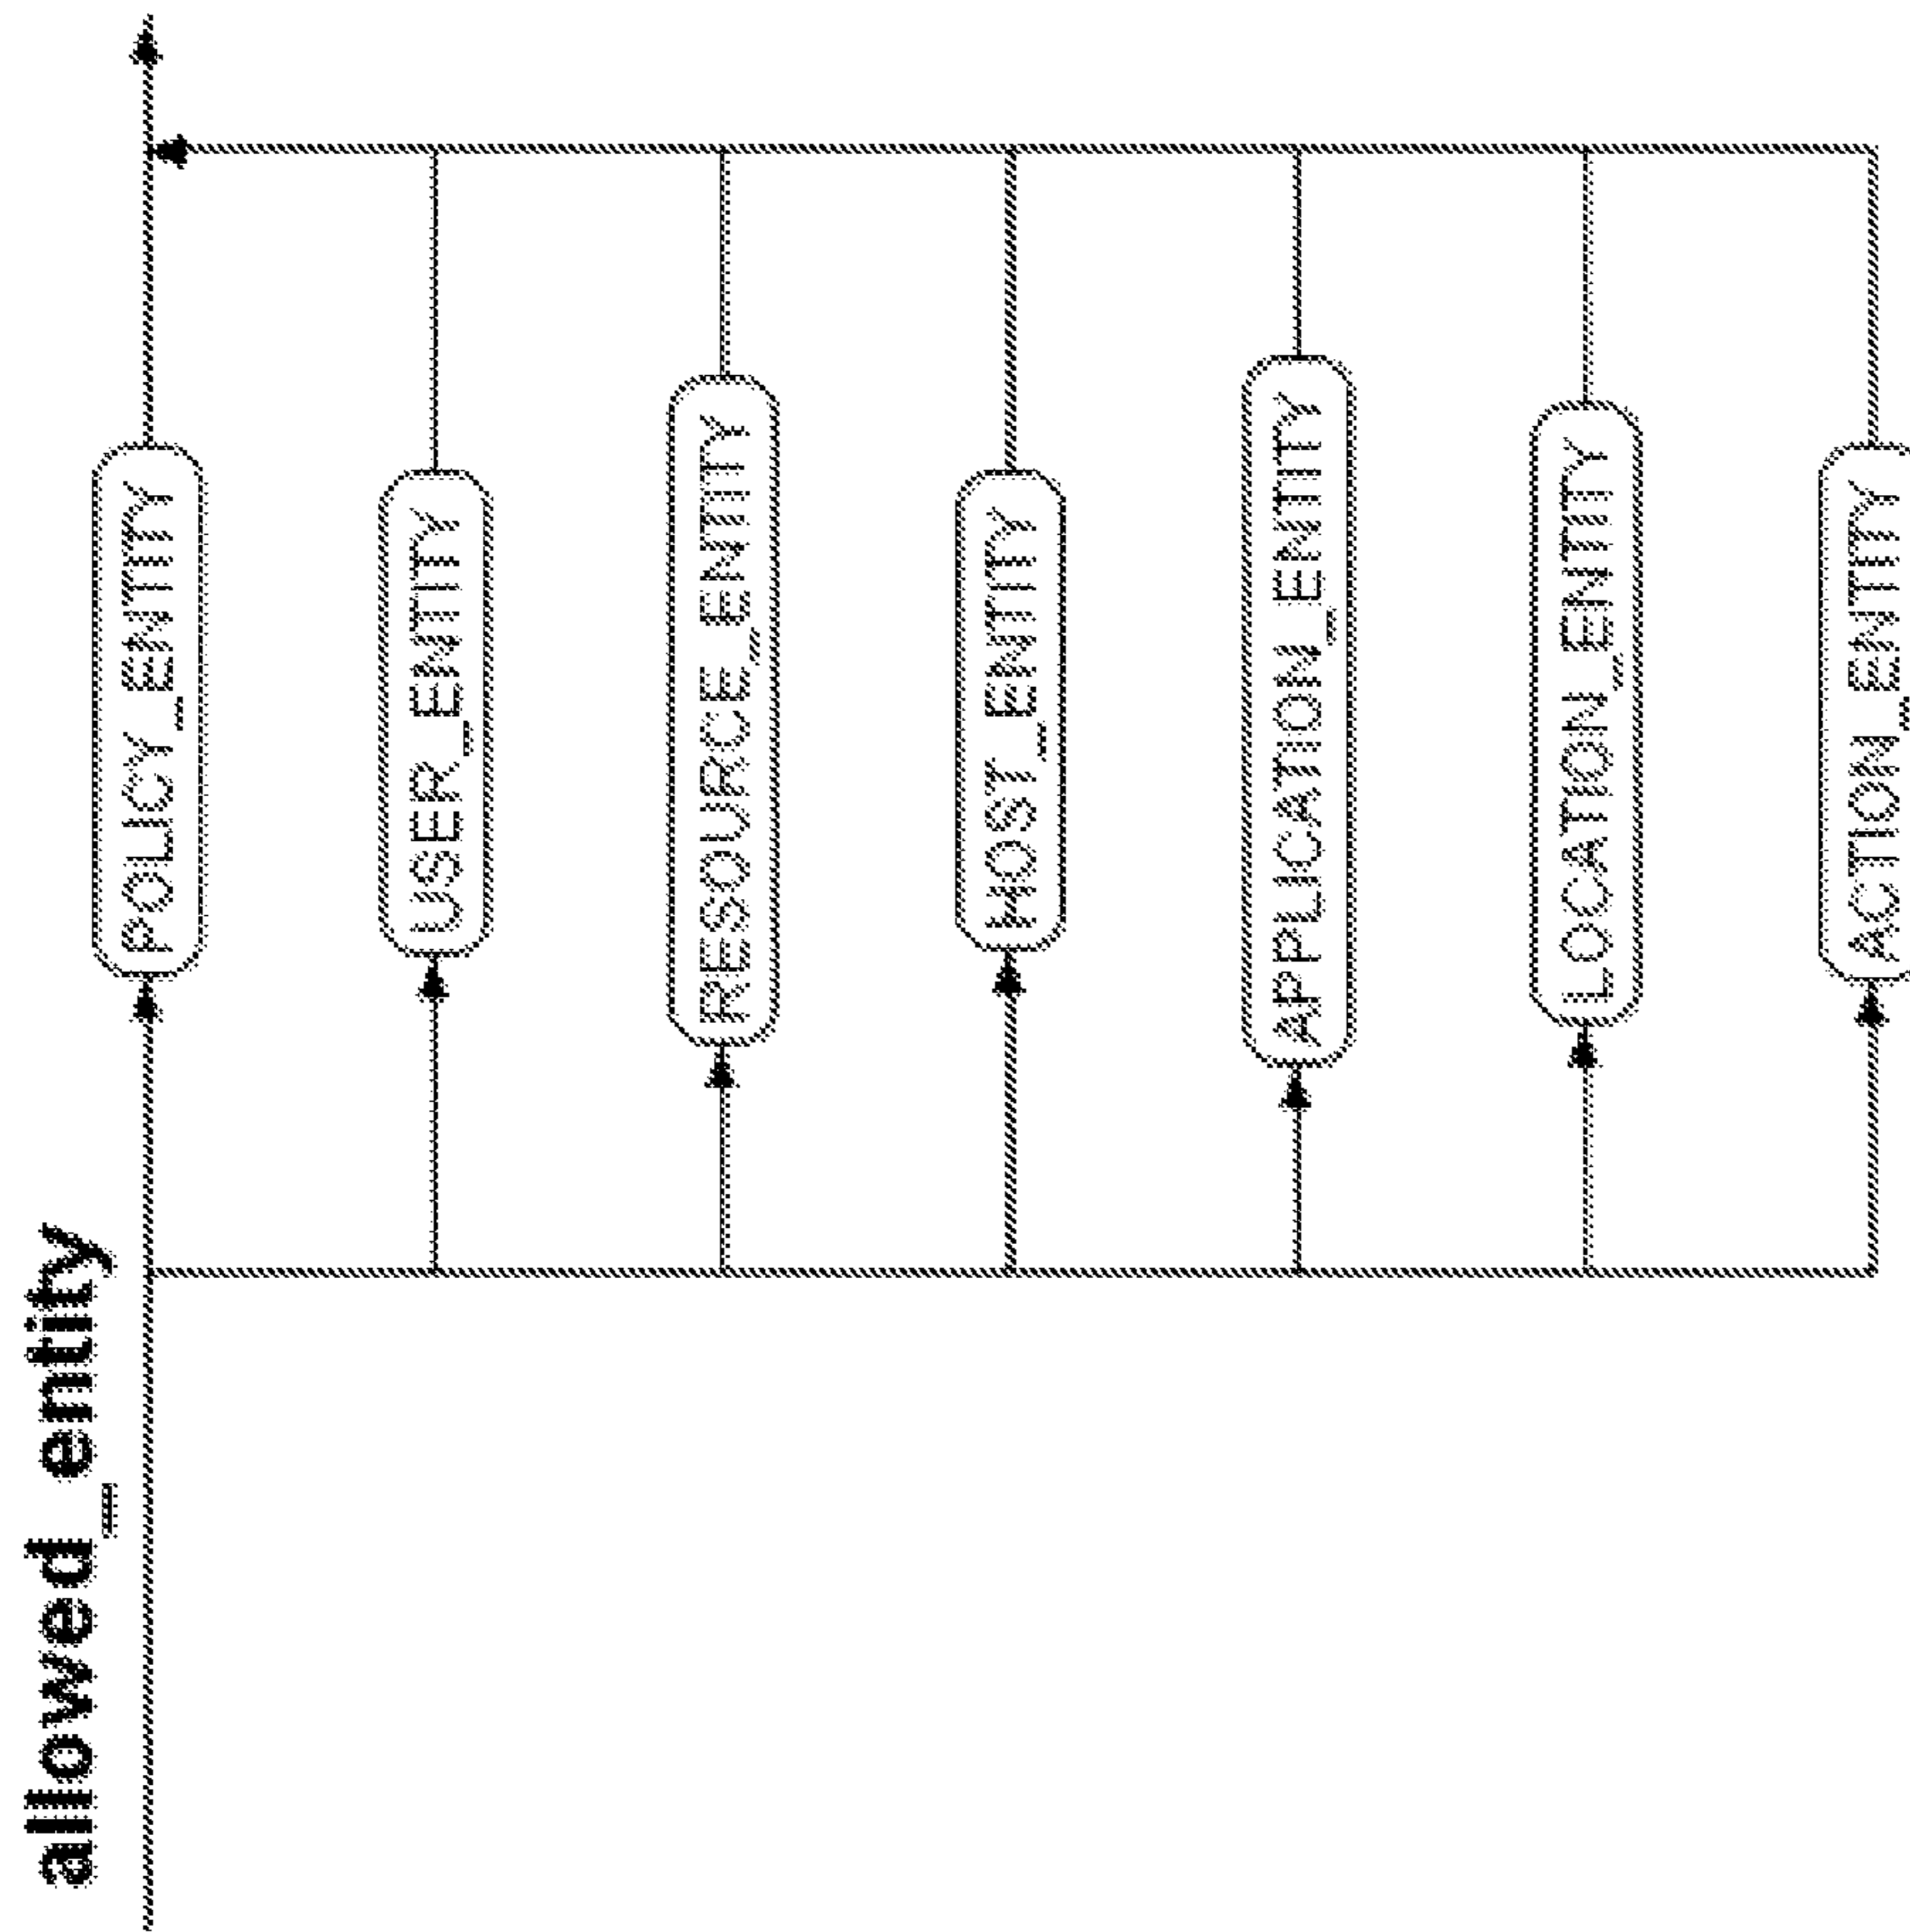 allowed_entity
POLICY_ENTITY
USER_ENTITY
RESOURCE_ENTITY
HOST_ENTITY
APPLICATION_ENTITY
LOCATION_ENTITY
ACTION_ENTITY